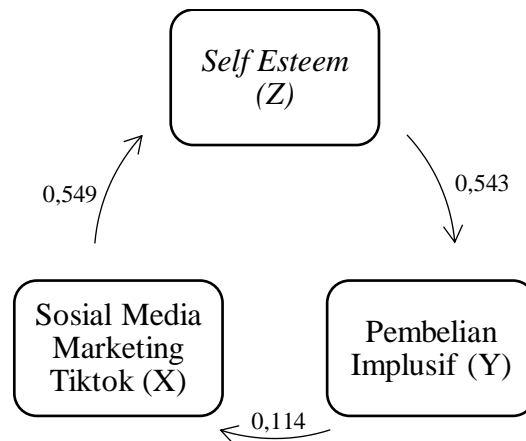 Self Esteem
(Z)
0,549
0,543
Sosial Media
Marketing
Tiktok (X)
Pembelian
Implusif (Y)
0,114